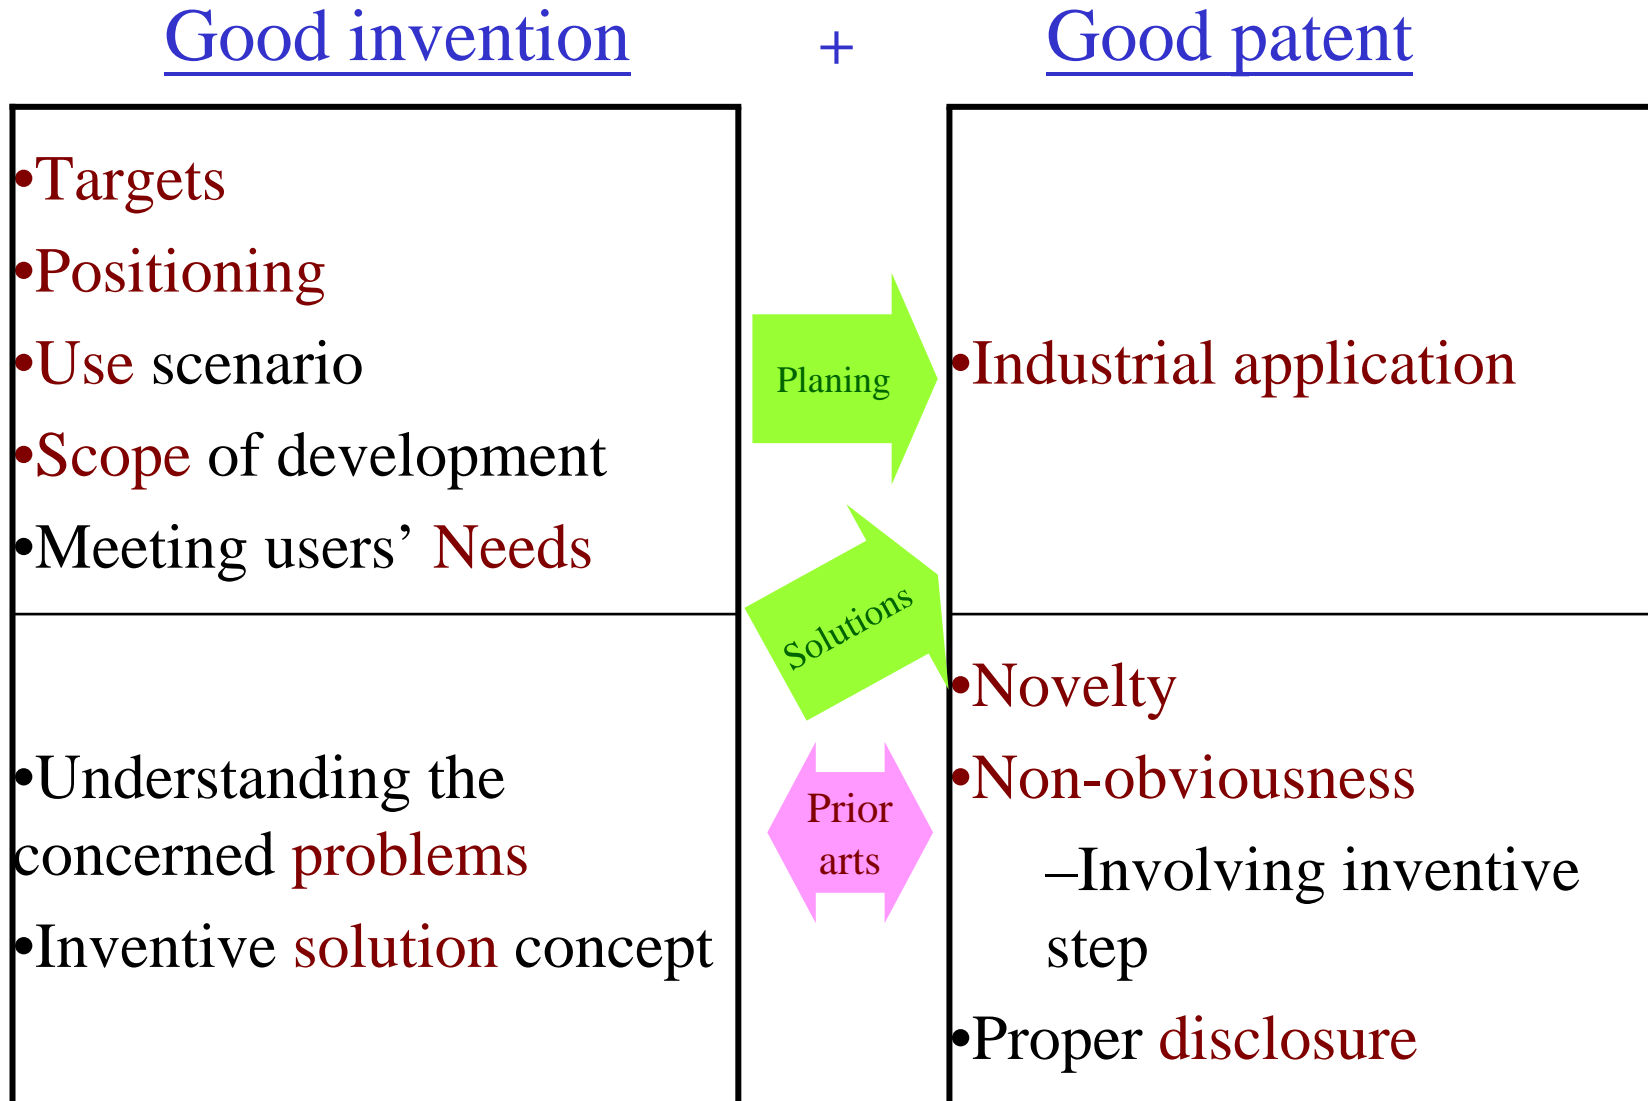 Good invention + Good patent
•Targets
•Positioning
•Use scenario
•Scope of development
•Meeting users’ Needs
•Understanding the
concerned problems
•Inventive solution concept
Planing
Solutions
Prior
arts
•Industrial application
•Novelty
•Non-obviousness
–Involving inventive
step
•Proper disclosure